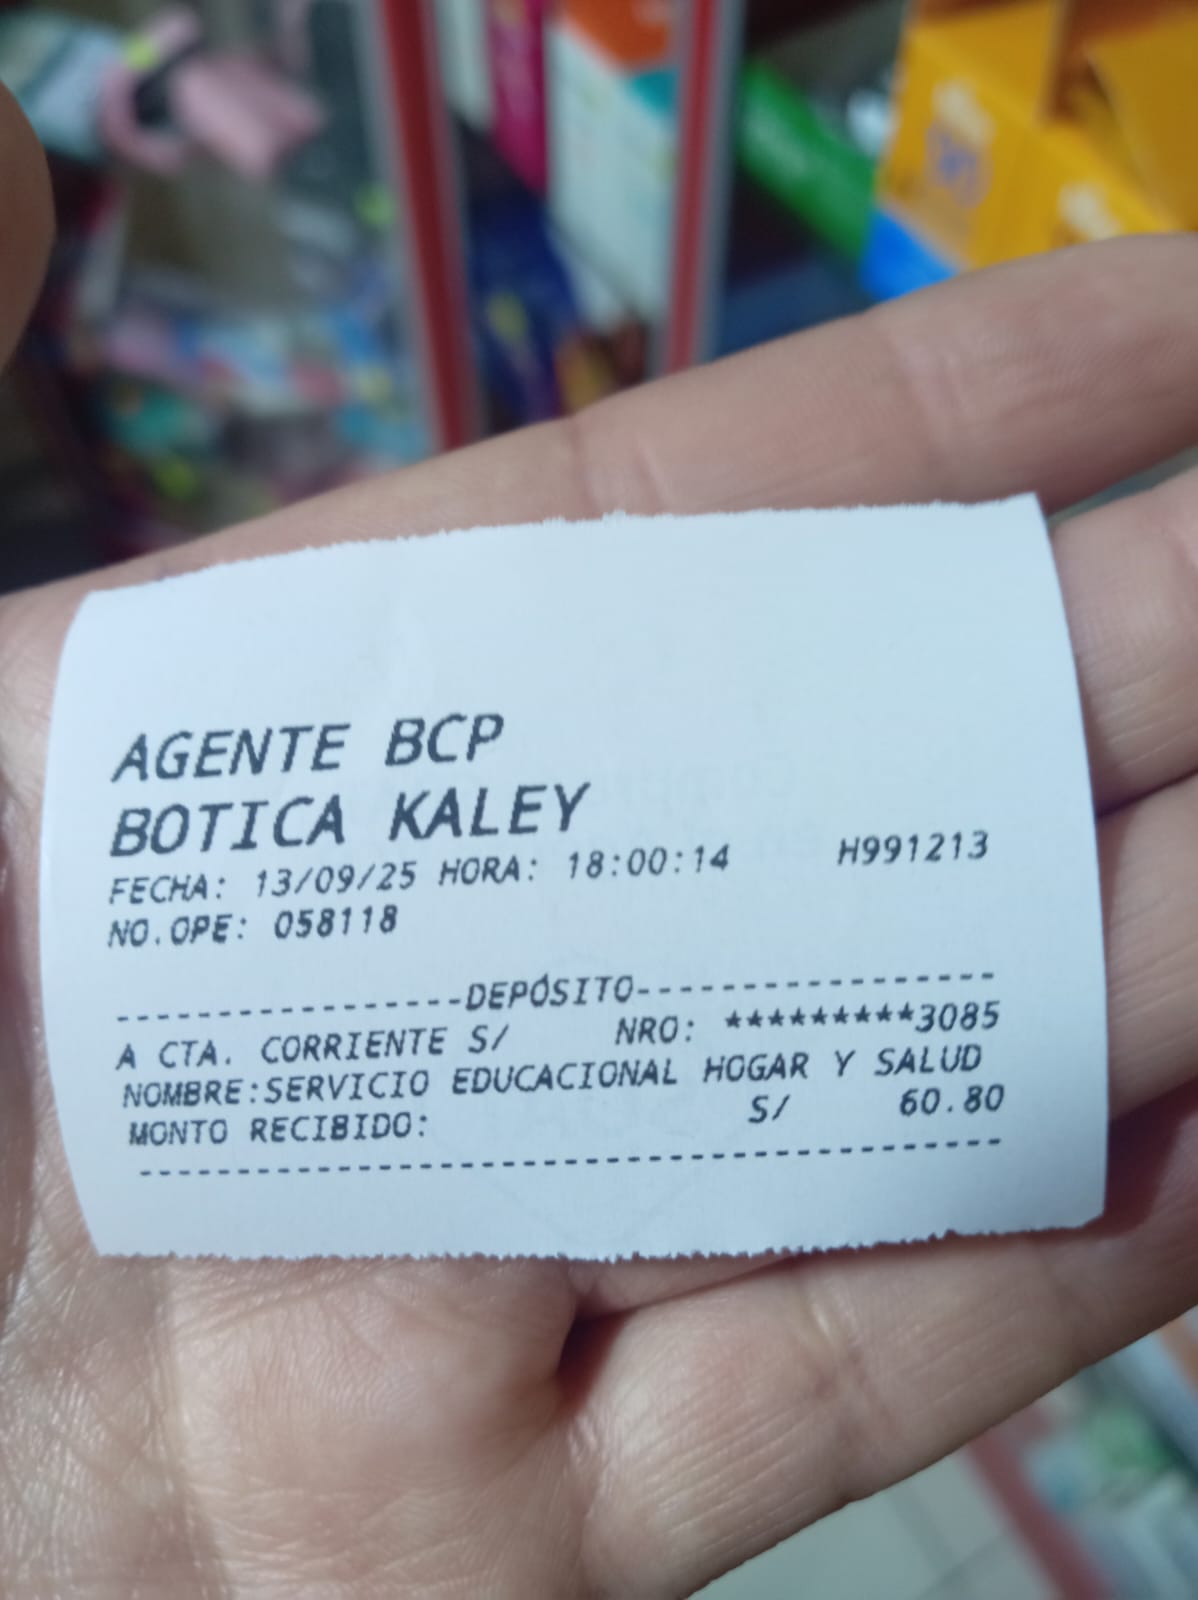 AGENTE BCP
BOTICA KALEY
FECHA: 13/09/25 HORA: 18:00:14 H991213
NO.OPE: 058118
----------------DEPÓSITO-----------------
A CTA. CORRIENTE S/ NRO: *********3085
NOMBRE:SERVICIO EDUCACIONAL HOGAR Y SALUD
MONTO RECIBIDO: S/ 60.80
------------------------------------------